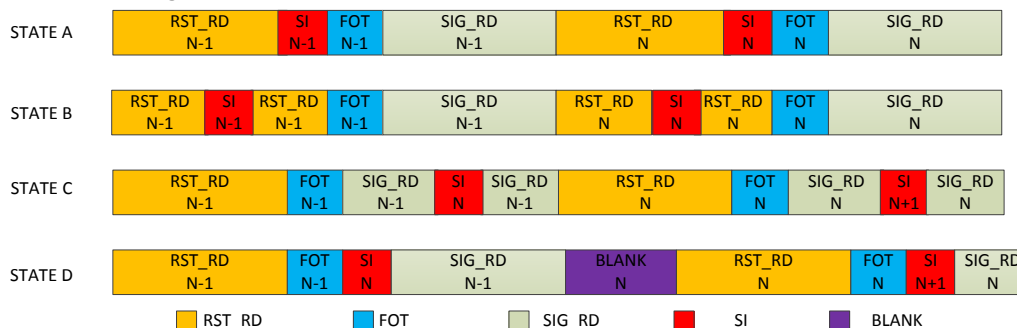 STATE A
RST_RD SI FOT SIG_RD RST_RD SI FOT SIG_RD
N-1 N-1 N-1 N-1 N N N N
STATE B
RST_RD SI RST_RD FOT SIG_RD RST_RD SI RST_RD FOT SIG_RD
N-1 N-1 N-1 N-1 N-1 N N N N N
STATE C
RST_RD FOT SIG_RD SI SIG_RD RST_RD FOT SIG_RD SI SIG_RD
N-1 N-1 N-1 N N-1 N N N N+1 N
STATE D
RST_RD FOT SI SIG_RD BLANK RST_RD FOT SI SIG_RD
N-1 N-1 N N-1 N N N N+1 N
RST_RD FOT SIG_RD SI BLANK